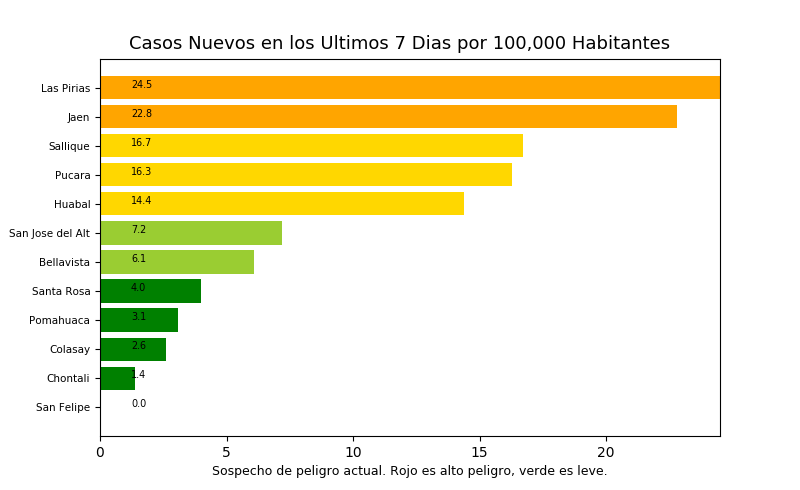 Casos Nuevos en los Ultimos 7 Dias por 100,000 Habitantes
Las Pirias 24.5
Jaen 22.8
Sallique 16.7
Pucara 16.3
Huabal 14.4
San Jose del Alt 7.2
Bellavista 6.1
Santa Rosa 4.0
Pomahuaca 3.1
Colasay 2.6
Chontali 1.4
San Felipe 0.0
0 5 10 15 20
Sospecho de peligro actual. Rojo es alto peligro, verde es leve.